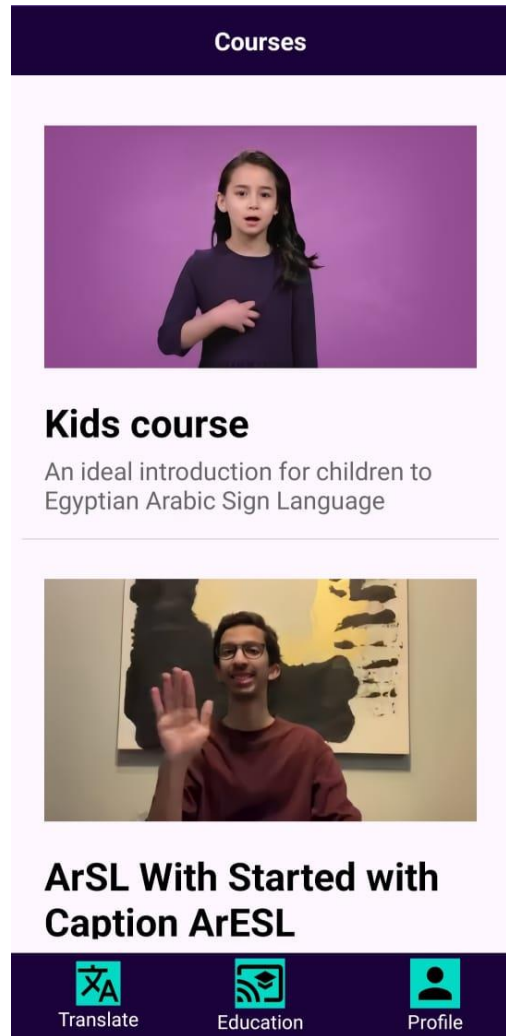 Courses
Kids course
An ideal introduction for children to
Egyptian Arabic Sign Language
ArSL With Started with
Caption ArESL
Translate
Education
Profile